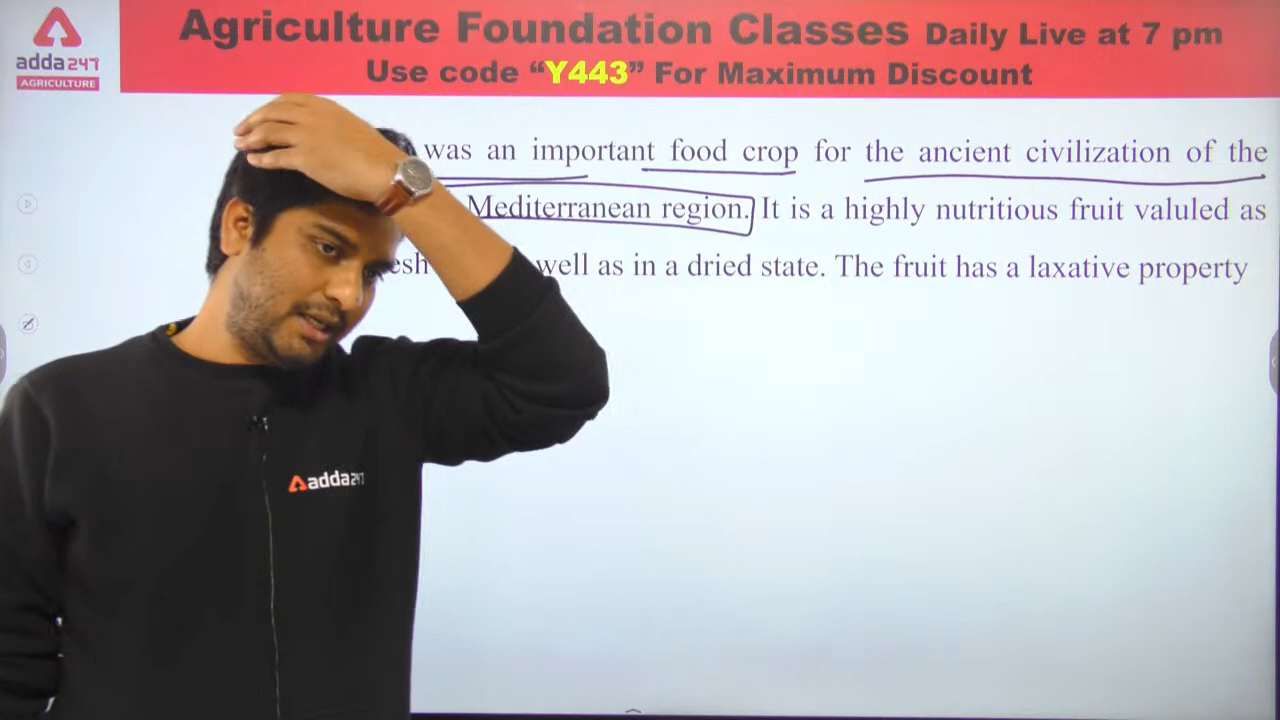 Agriculture Foundation Classes Daily Live at 7 pm
Use code “Y443” For Maximum Discount
adda247
AGRICULTURE
was an important food crop for the ancient civilization of the
Mediterranean region. It is a highly nutritious fruit valuled as
well as in a dried state. The fruit has a laxative property
adda247